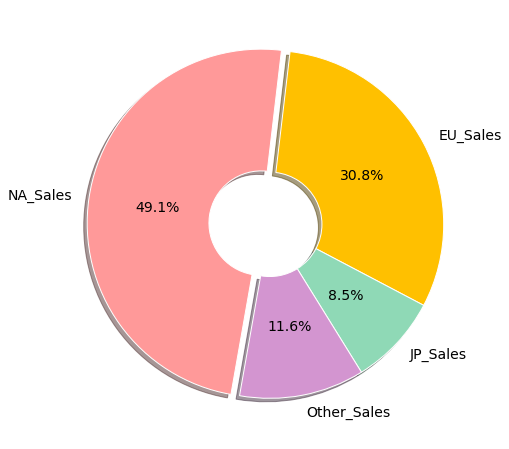 EU_Sales
30.8%
NA_Sales
49.1%
8.5%
11.6%
JP_Sales
Other_Sales